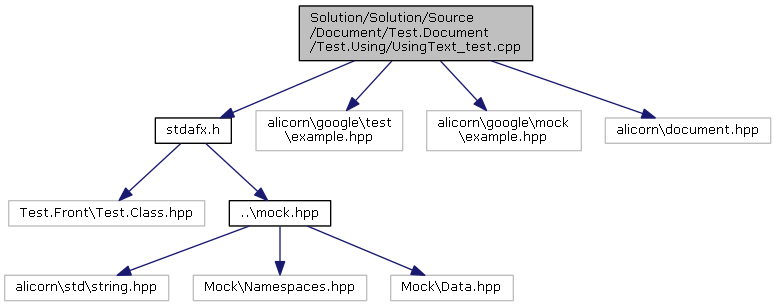 Solution/Solution/Source
/Document/Test.Document
/Test.Using/UsingText_test.cpp
stdafx.h
alicorn\google\test
\example.hpp
alicorn\google\mock
\example.hpp
alicorn\document.hpp
Test.Front\Test.Class.hpp
..\mock.hpp
alicorn\std\string.hpp
Mock\Namespaces.hpp
Mock\Data.hpp